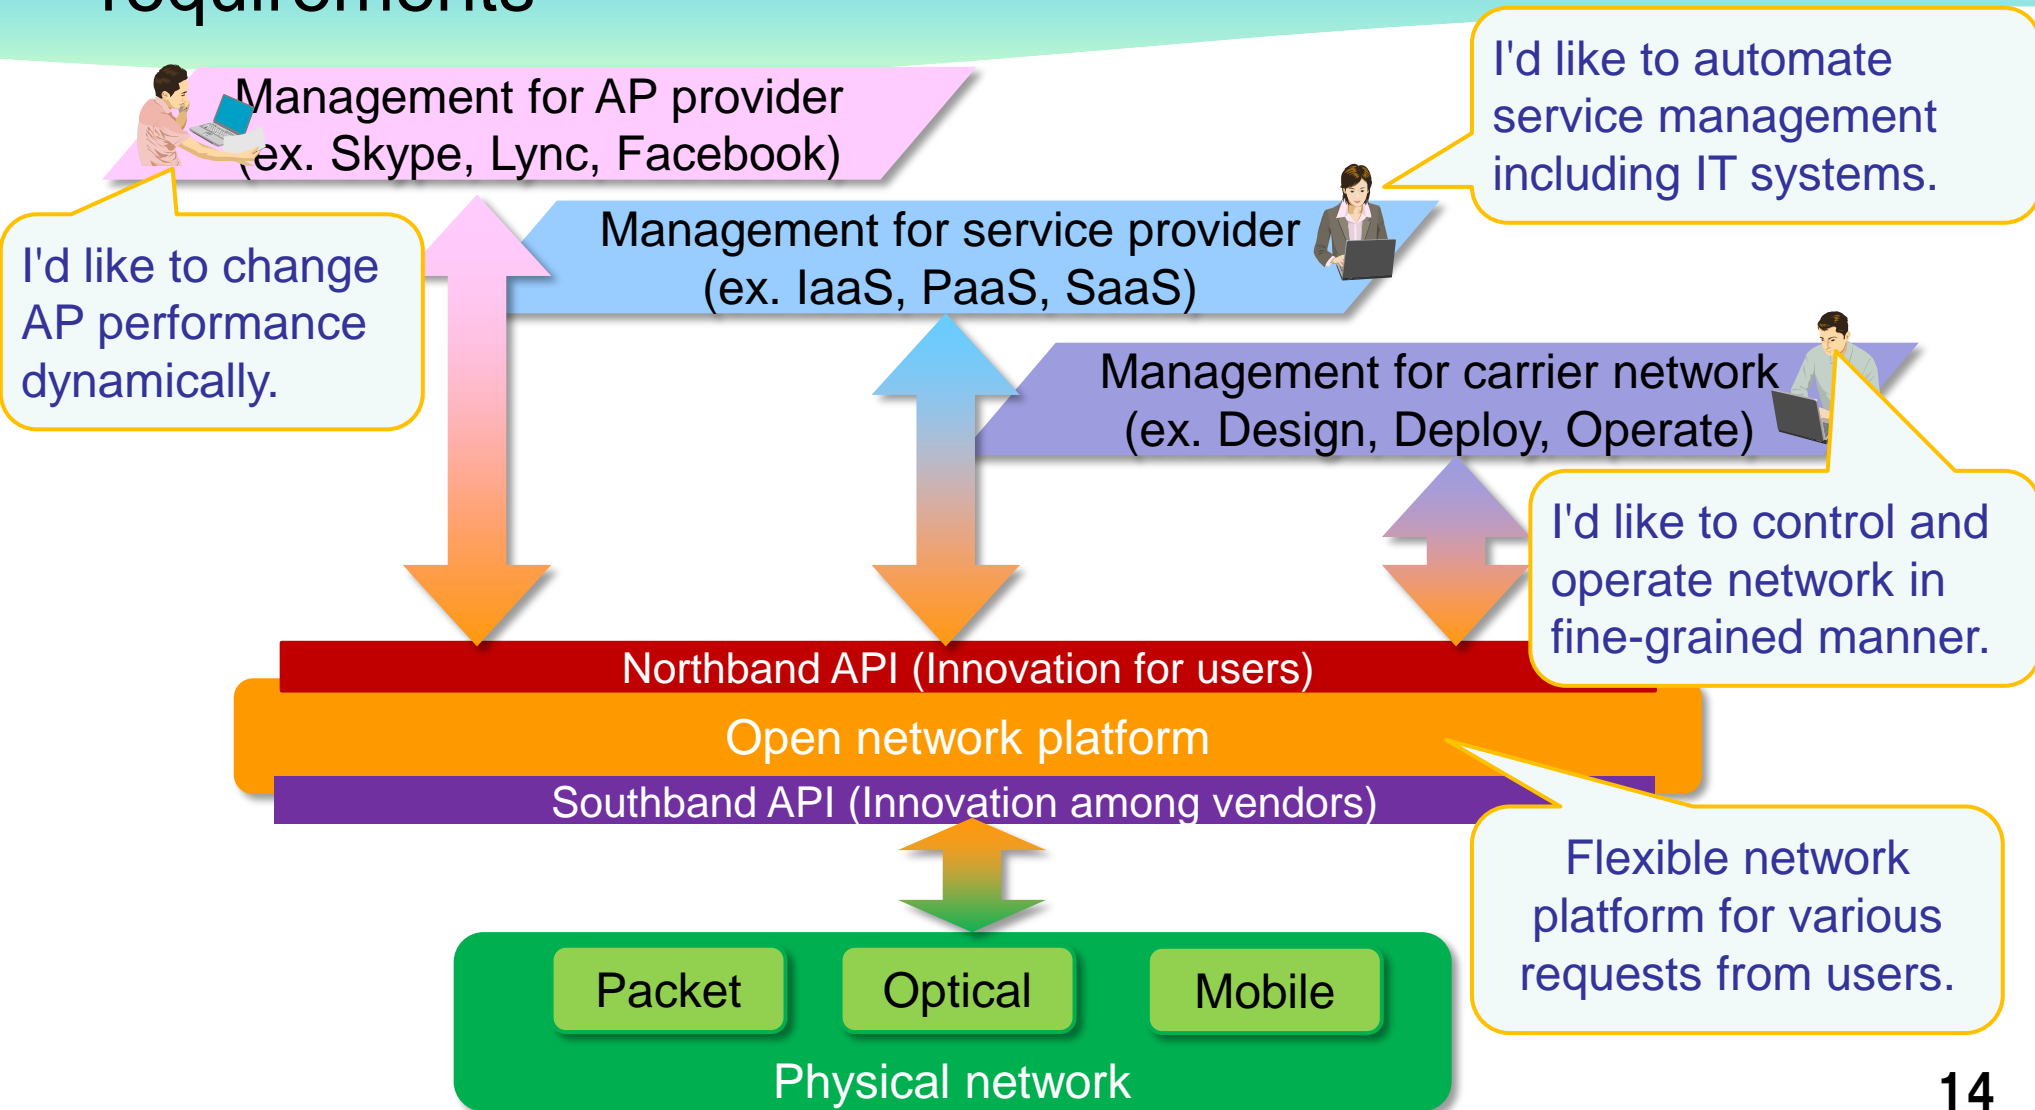 requirements
Management for AP provider
(ex. Skype, Lync, Facebook)
I'd like to automate
service management
including IT systems.
Management for service provider
(ex. IaaS, PaaS, SaaS)
I'd like to change
AP performance
dynamically.
Management for carrier network
(ex. Design, Deploy, Operate)
I'd like to control and
operate network in
fine-grained manner.
Northband API (Innovation for users)
Open network platform
Southband API (Innovation among vendors)
Flexible network
platform for various
requests from users.
Packet
Optical
Mobile
Physical network
14